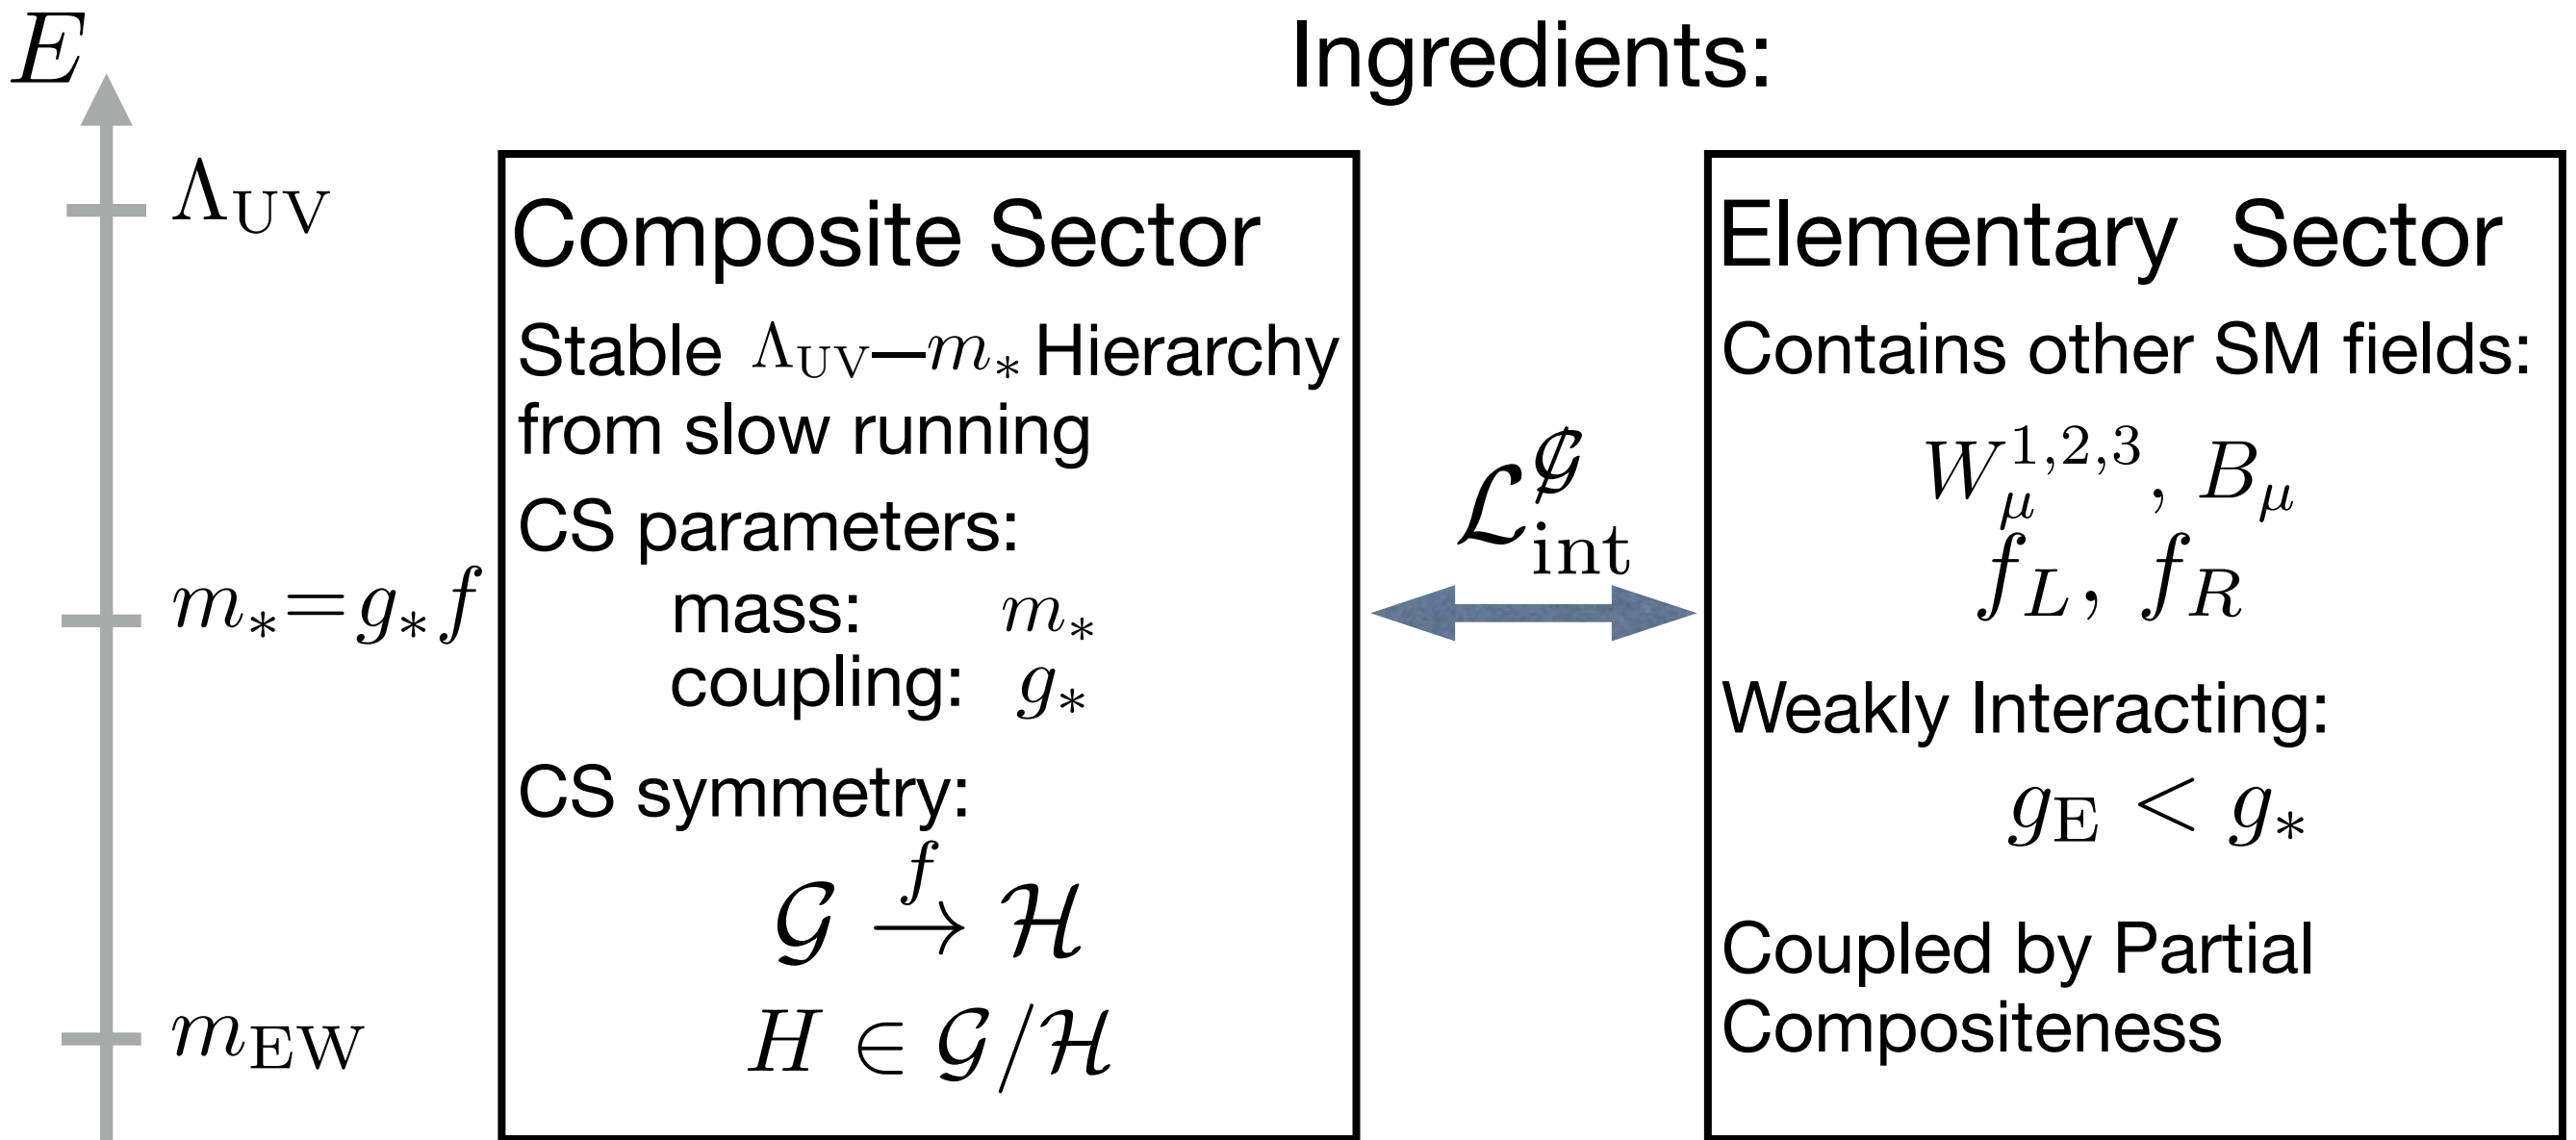 E
Λ_UV
m_*=g_*f
m_EW
Ingredients:
Composite Sector
Stable Λ_UV—m_* Hierarchy
from slow running
CS parameters:
mass: m_*
coupling: g_*
CS symmetry:
𝒢 →^f ℋ
H ∈ 𝒢/ℋ
ℒ_int^𝒢̸
Elementary Sector
Contains other SM fields:
W_μ^{1,2,3}, B_μ
f_L, f_R
Weakly Interacting:
g_E < g_*
Coupled by Partial
Compositeness